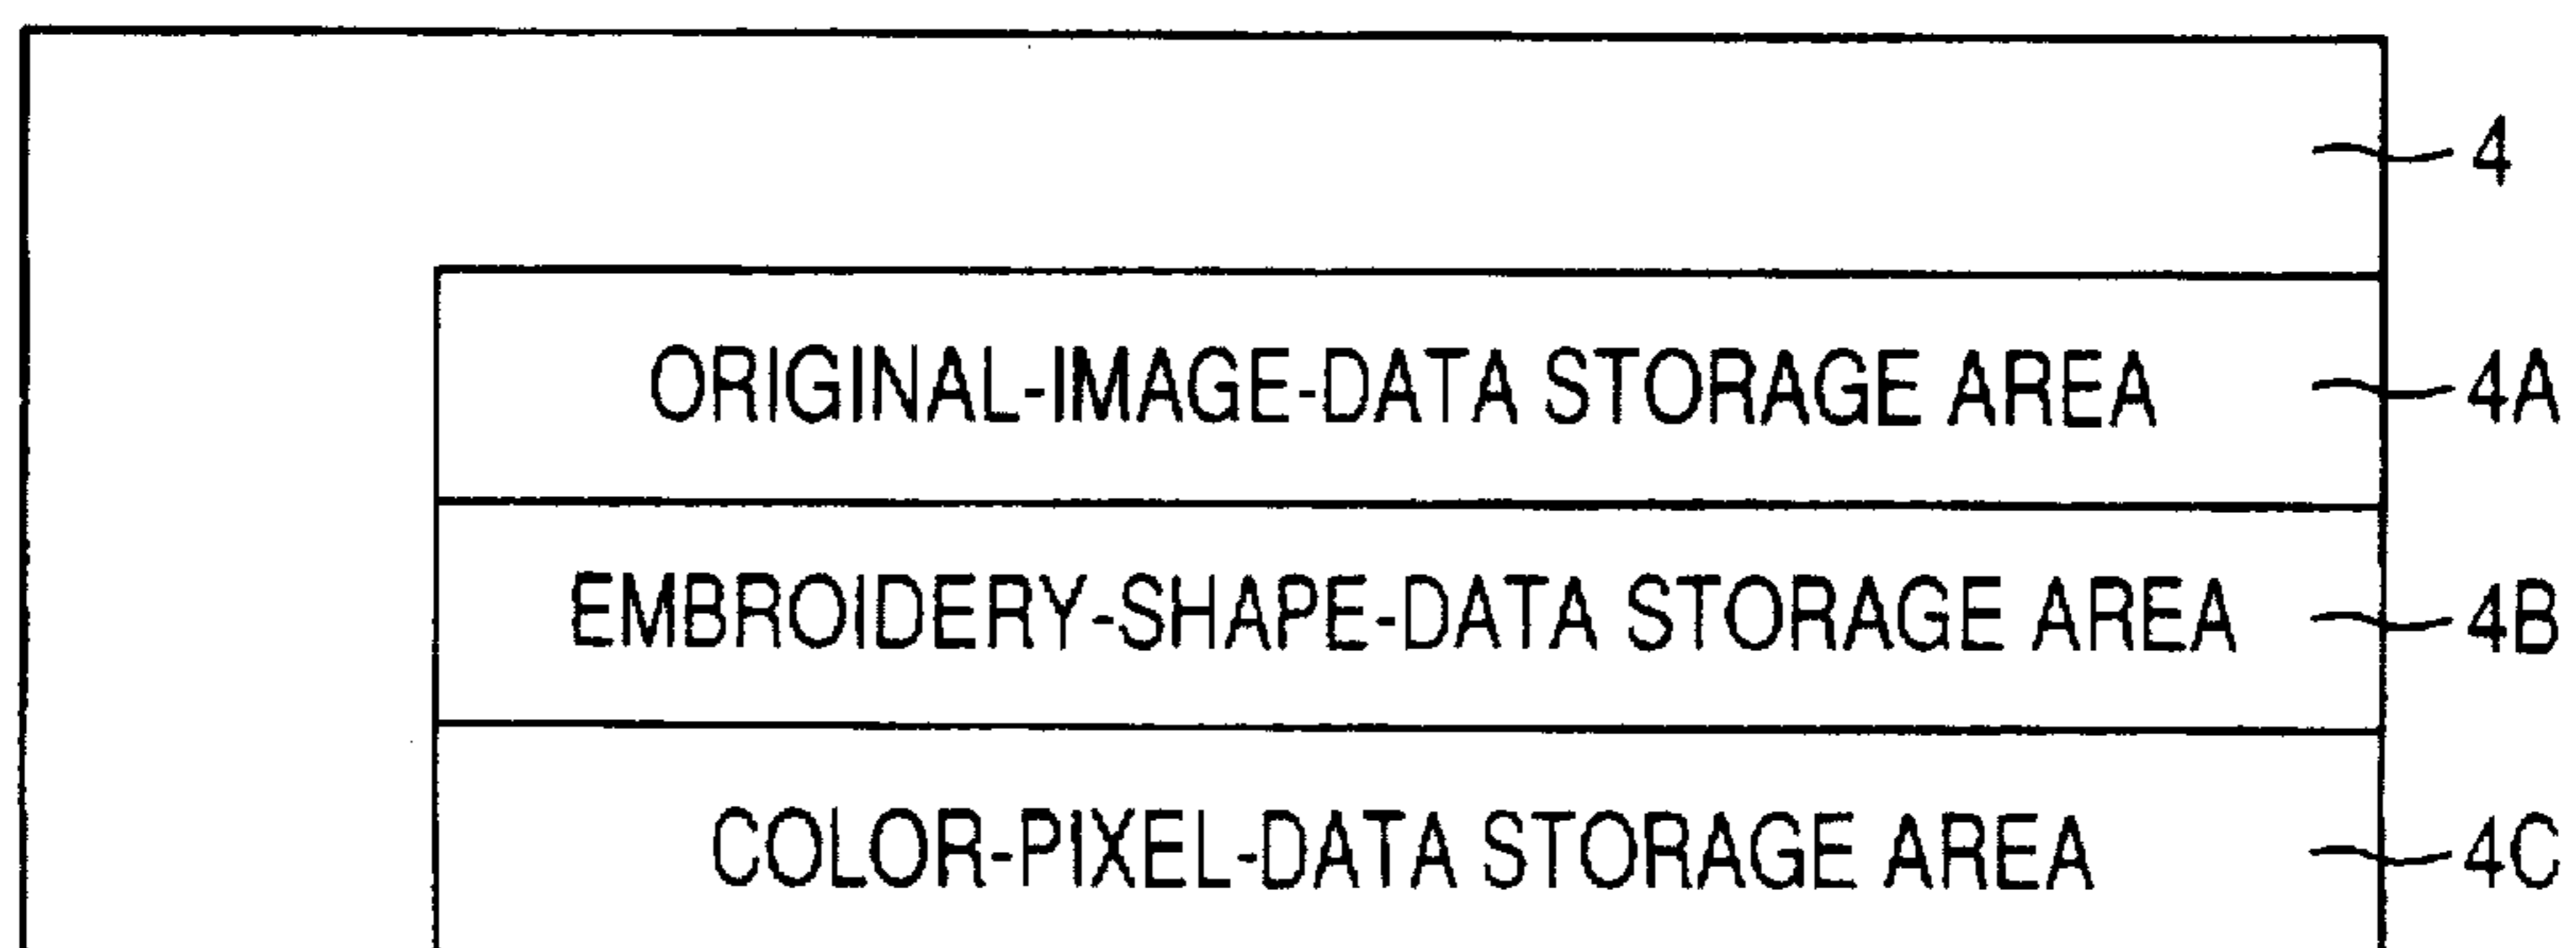 4
ORIGINAL-IMAGE-DATA STORAGE AREA 4A
EMBROIDERY-SHAPE-DATA STORAGE AREA 4B
COLOR-PIXEL-DATA STORAGE AREA 4C